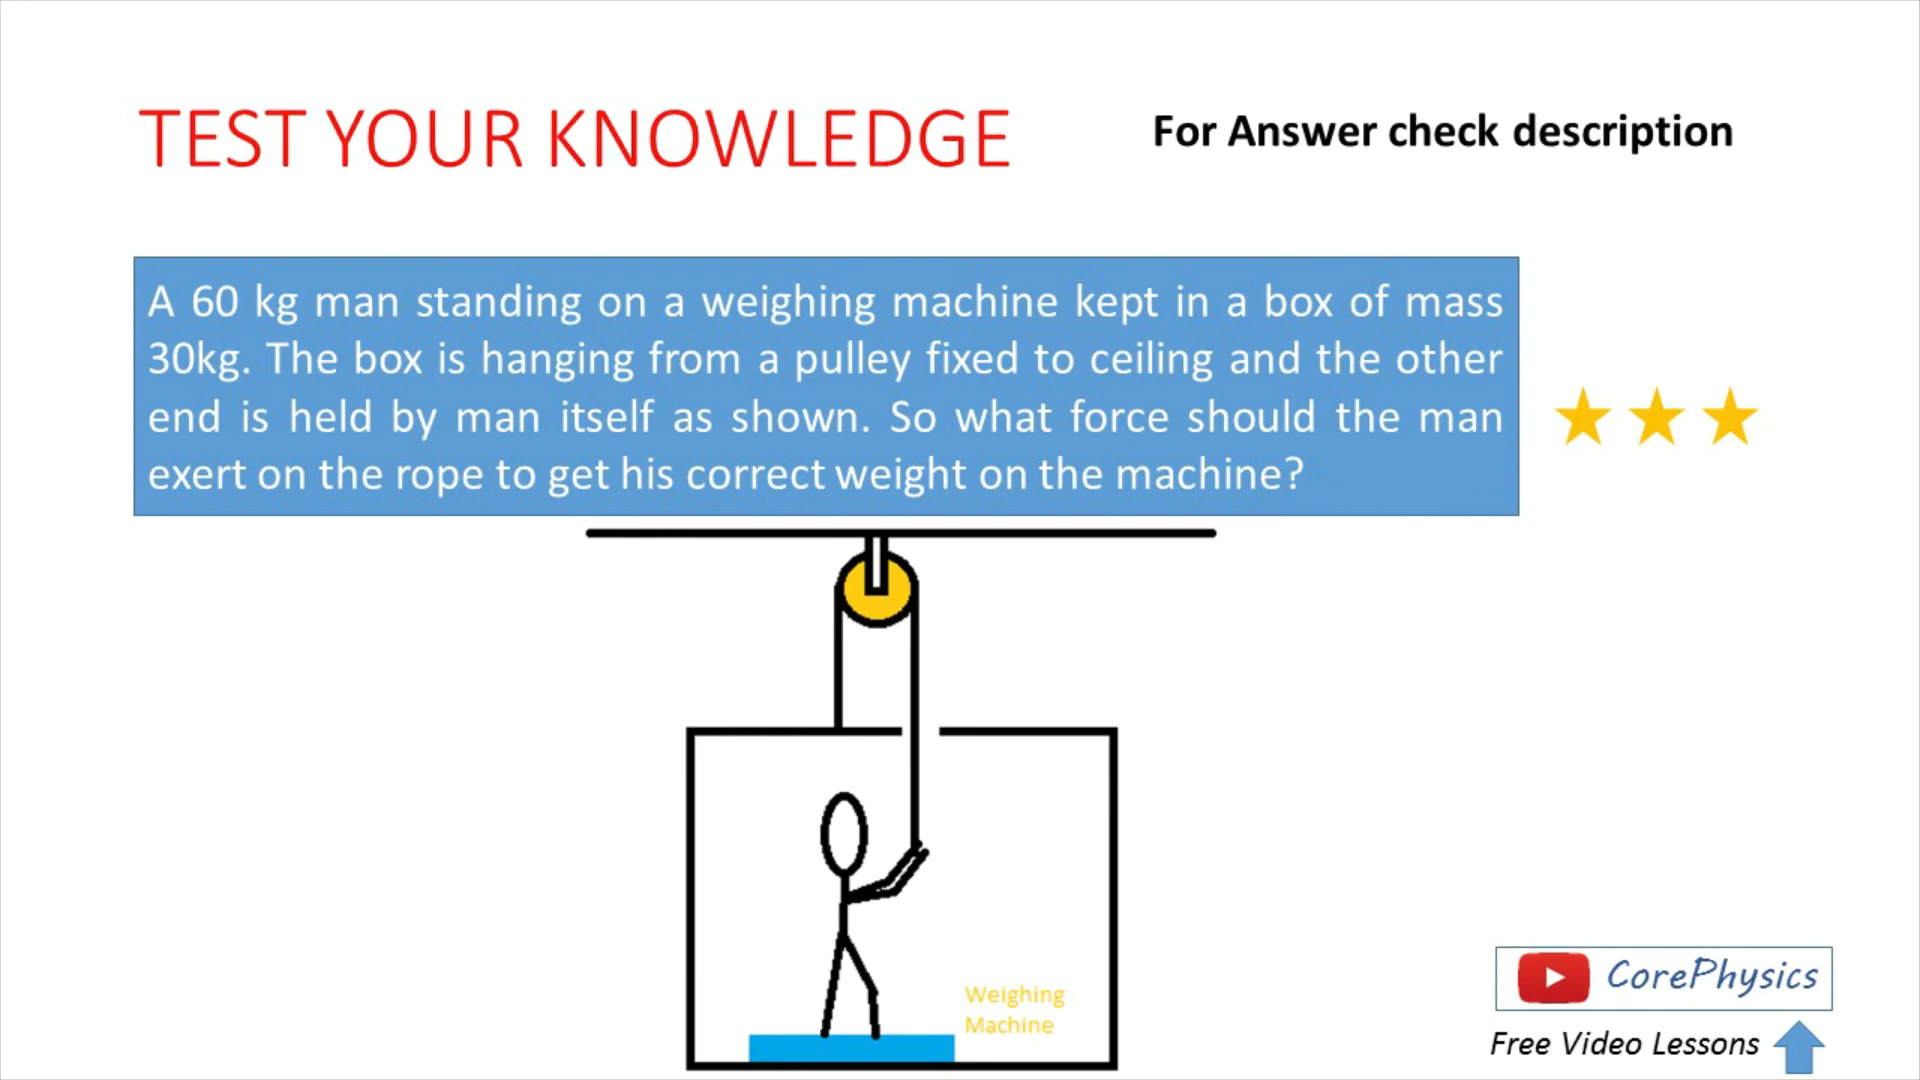 TEST YOUR KNOWLEDGE
For Answer check description
A 60 kg man standing on a weighing machine kept in a box of mass
30kg. The box is hanging from a pulley fixed to ceiling and the other
end is held by man itself as shown. So what force should the man
exert on the rope to get his correct weight on the machine?
Weighing
Machine
CorePhysics
Free Video Lessons